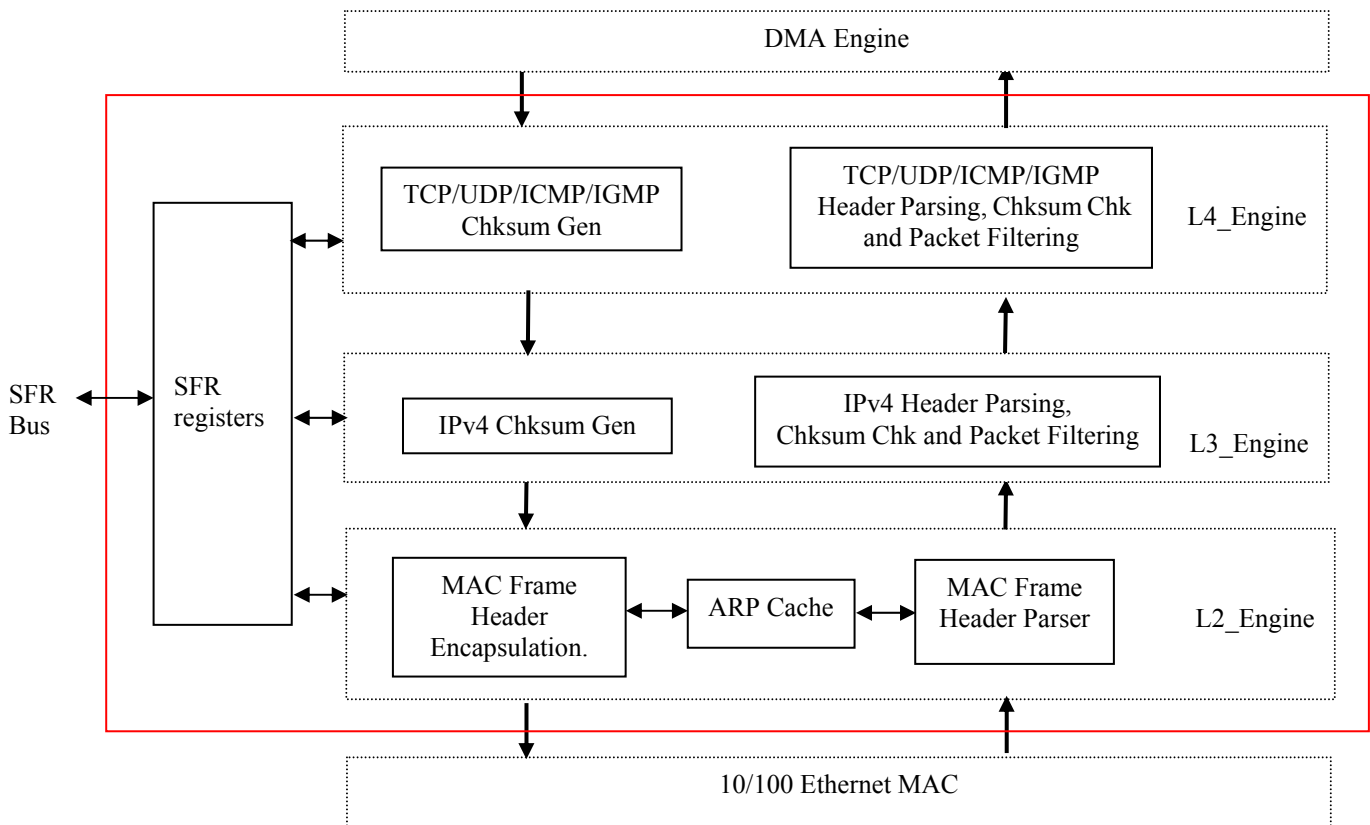 DMA Engine
TCP/UDP/ICMP/IGMP
Chksum Gen
TCP/UDP/ICMP/IGMP
Header Parsing, Chksum Chk
and Packet Filtering
L4_Engine
SFR
Bus
SFR
registers
IPv4 Chksum Gen
IPv4 Header Parsing,
Chksum Chk and Packet Filtering
L3_Engine
MAC Frame
Header
Encapsulation.
ARP Cache
MAC Frame
Header Parser
L2_Engine
10/100 Ethernet MAC